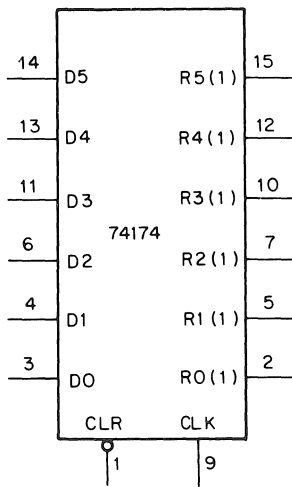 14 D5 R5(1) 15
13 D4 R4(1) 12
11 D3 R3(1) 10
74174
6 D2 R2(1) 7
4 D1 R1(1) 5
3 D0 R0(1) 2
CLR CLK
1 9